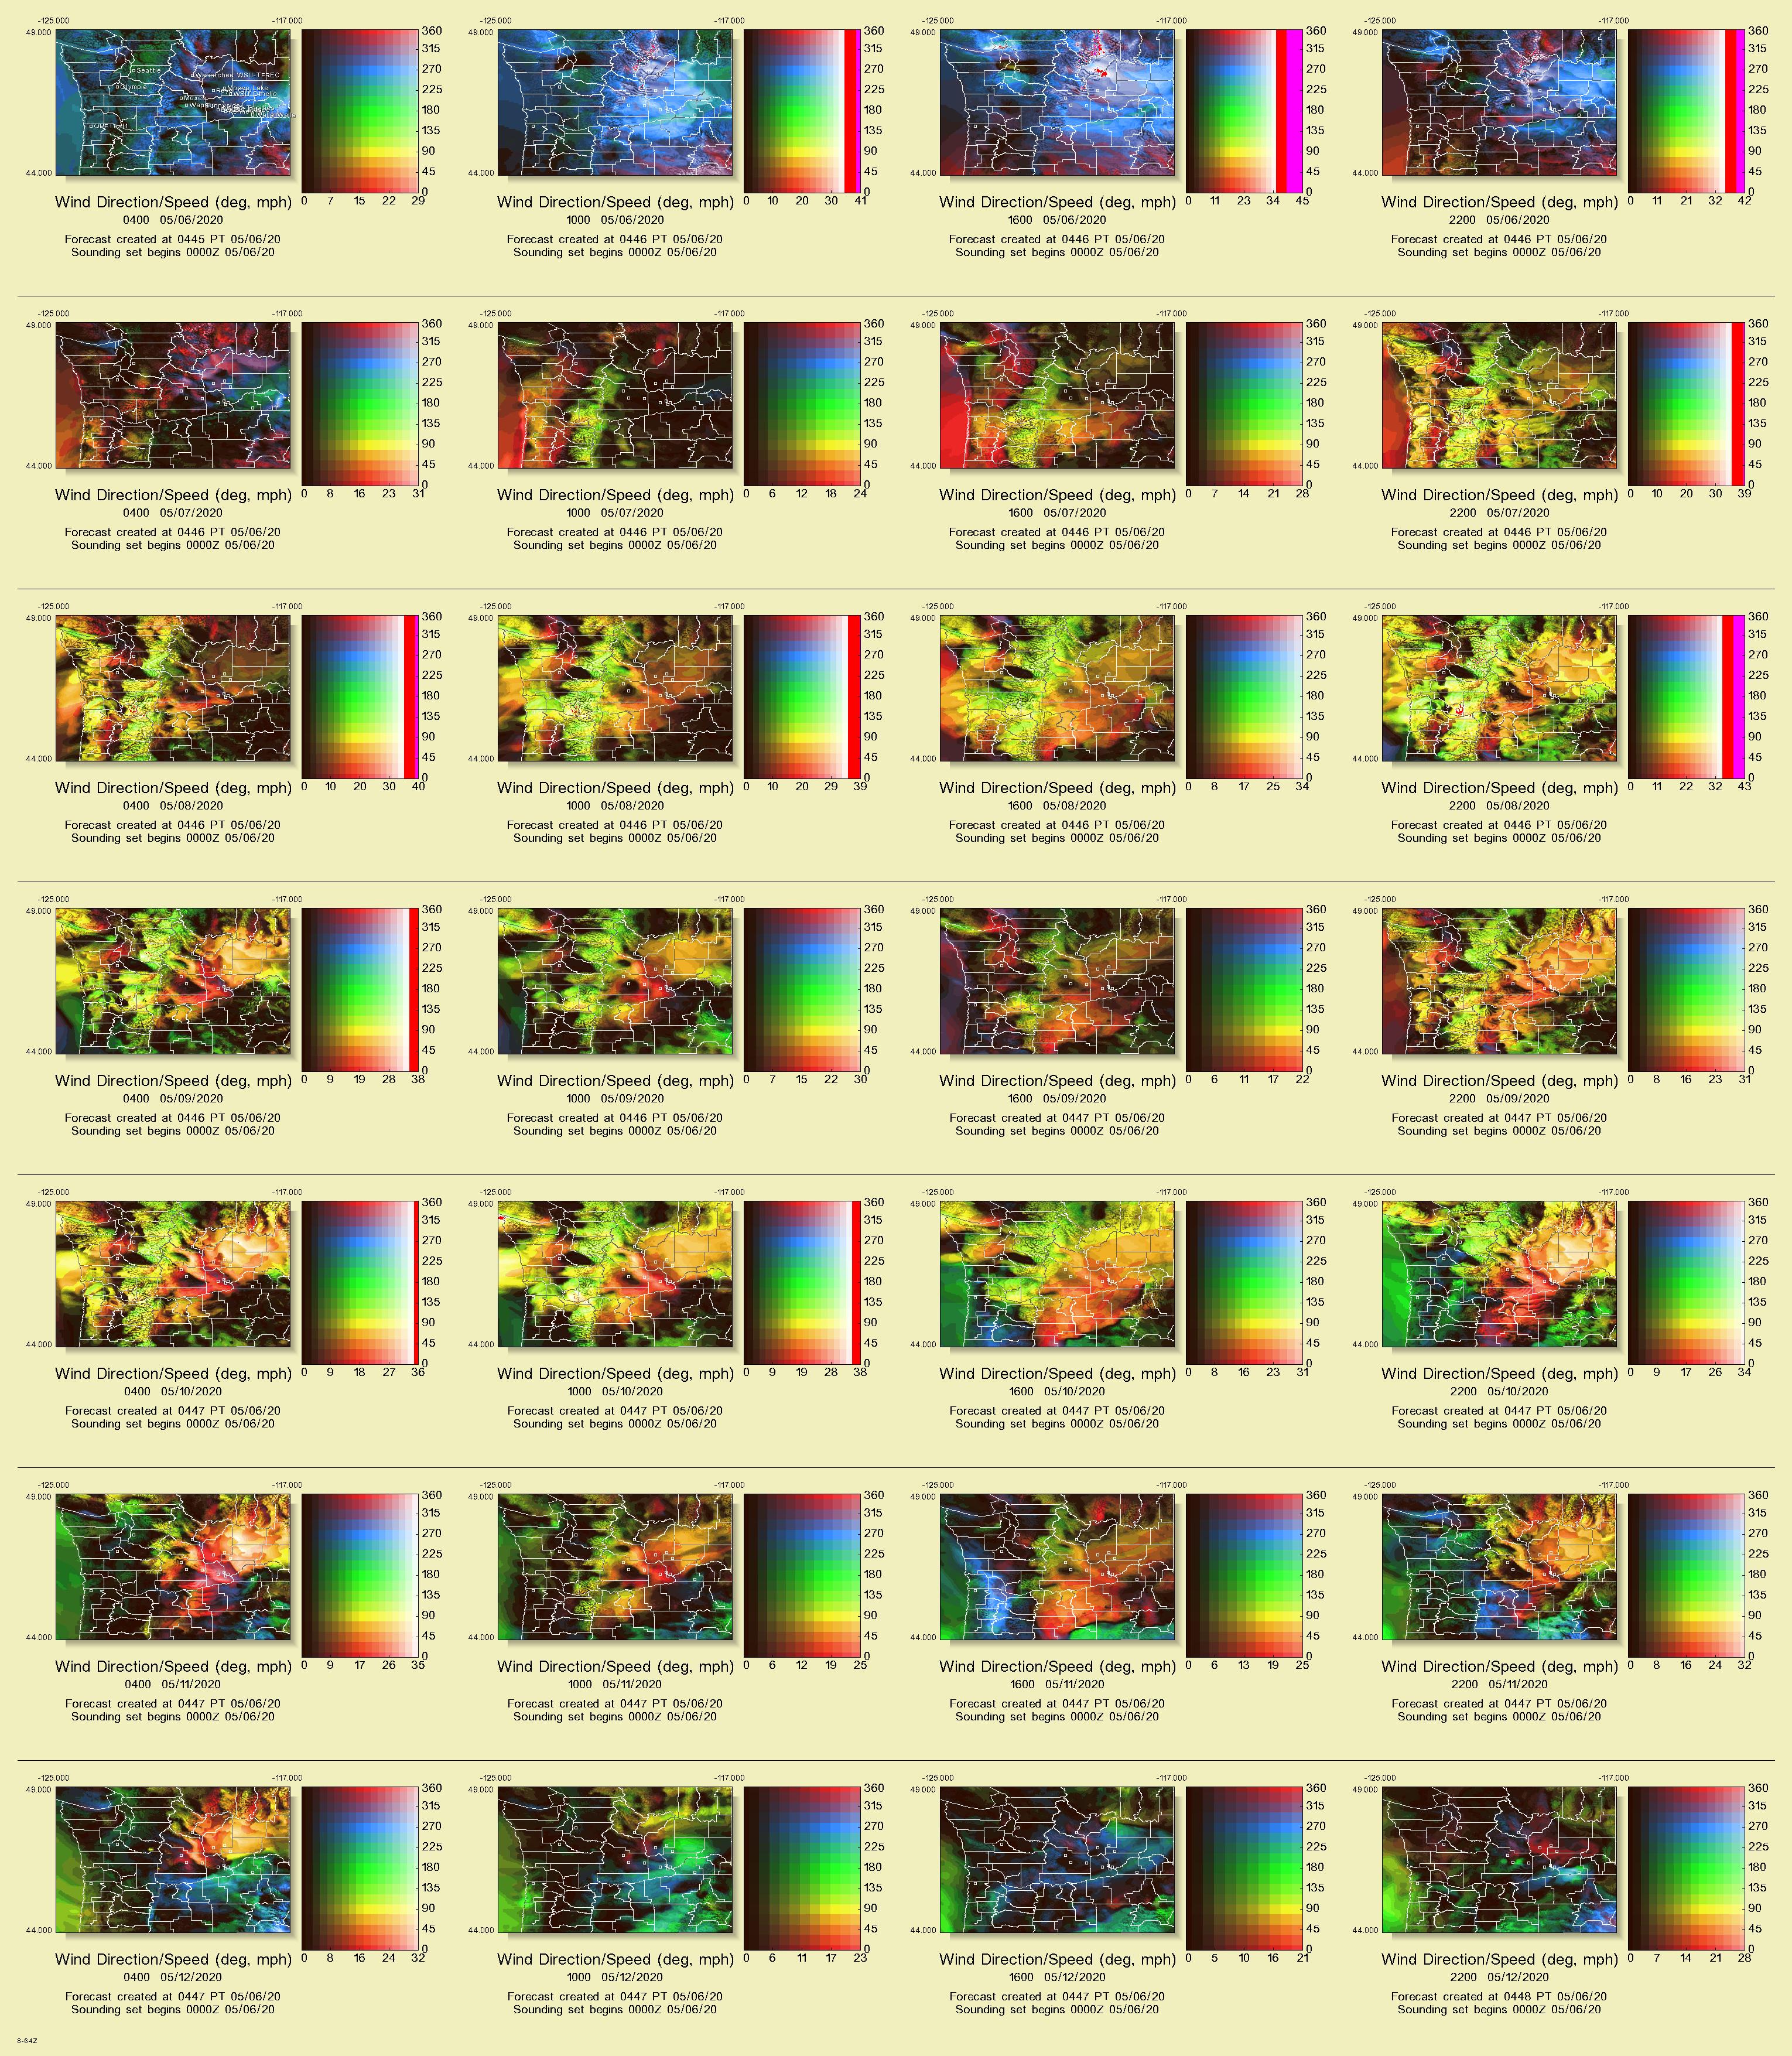 -125.000 -117.000 -125.000 -117.000 -125.000 -117.000 -125.000 -117.000
49.000 360 49.000 360 49.000 360 49.000 360
315 315 315 315
Seattle 270 270 270 270
Wenatchee WSU-TFREC
Olympia 225 225 225 225
180 180 180 180
135 135 135 135
90 90 90 90
44.000 45 44.000 45 44.000 45 44.000 45
0 0 0 0
0 7 15 22 29 0 10 20 30 41 0 11 23 34 45 0 11 21 32 42
Wind Direction/Speed (deg, mph) Wind Direction/Speed (deg, mph) Wind Direction/Speed (deg, mph) Wind Direction/Speed (deg, mph)
0400 05/06/2020 1000 05/06/2020 1600 05/06/2020 2200 05/06/2020
Forecast created at 0445 PT 05/06/20 Forecast created at 0446 PT 05/06/20 Forecast created at 0446 PT 05/06/20 Forecast created at 0446 PT 05/06/20
Sounding set begins 0000Z 05/06/20 Sounding set begins 0000Z 05/06/20 Sounding set begins 0000Z 05/06/20 Sounding set begins 0000Z 05/06/20
-125.000 -117.000 -125.000 -117.000 -125.000 -117.000 -125.000 -117.000
49.000 360 49.000 360 49.000 360 49.000 360
315 315 315 315
270 270 270 270
225 225 225 225
180 180 180 180
135 135 135 135
90 90 90 90
44.000 45 44.000 45 44.000 45 44.000 45
0 0 0 0
0 8 16 23 31 0 6 12 18 24 0 7 14 21 28 0 10 20 30 39
Wind Direction/Speed (deg, mph) Wind Direction/Speed (deg, mph) Wind Direction/Speed (deg, mph) Wind Direction/Speed (deg, mph)
0400 05/07/2020 1000 05/07/2020 1600 05/07/2020 2200 05/07/2020
Forecast created at 0446 PT 05/06/20 Forecast created at 0446 PT 05/06/20 Forecast created at 0446 PT 05/06/20 Forecast created at 0446 PT 05/06/20
Sounding set begins 0000Z 05/06/20 Sounding set begins 0000Z 05/06/20 Sounding set begins 0000Z 05/06/20 Sounding set begins 0000Z 05/06/20
-125.000 -117.000 -125.000 -117.000 -125.000 -117.000 -125.000 -117.000
49.000 360 49.000 360 49.000 360 49.000 360
315 315 315 315
270 270 270 270
225 225 225 225
180 180 180 180
135 135 135 135
90 90 90 90
44.000 45 44.000 45 44.000 45 44.000 45
0 0 0 0
0 10 20 30 40 0 10 20 29 39 0 8 17 25 34 0 11 22 32 43
Wind Direction/Speed (deg, mph) Wind Direction/Speed (deg, mph) Wind Direction/Speed (deg, mph) Wind Direction/Speed (deg, mph)
0400 05/08/2020 1000 05/08/2020 1600 05/08/2020 2200 05/08/2020
Forecast created at 0446 PT 05/06/20 Forecast created at 0446 PT 05/06/20 Forecast created at 0446 PT 05/06/20 Forecast created at 0446 PT 05/06/20
Sounding set begins 0000Z 05/06/20 Sounding set begins 0000Z 05/06/20 Sounding set begins 0000Z 05/06/20 Sounding set begins 0000Z 05/06/20
-125.000 -117.000 -125.000 -117.000 -125.000 -117.000 -125.000 -117.000
49.000 360 49.000 360 49.000 360 49.000 360
315 315 315 315
270 270 270 270
225 225 225 225
180 180 180 180
135 135 135 135
90 90 90 90
44.000 45 44.000 45 44.000 45 44.000 45
0 0 0 0
0 9 19 28 38 0 7 15 22 30 0 6 11 17 22 0 8 16 23 31
Wind Direction/Speed (deg, mph) Wind Direction/Speed (deg, mph) Wind Direction/Speed (deg, mph) Wind Direction/Speed (deg, mph)
0400 05/09/2020 1000 05/09/2020 1600 05/09/2020 2200 05/09/2020
Forecast created at 0446 PT 05/06/20 Forecast created at 0446 PT 05/06/20 Forecast created at 0447 PT 05/06/20 Forecast created at 0447 PT 05/06/20
Sounding set begins 0000Z 05/06/20 Sounding set begins 0000Z 05/06/20 Sounding set begins 0000Z 05/06/20 Sounding set begins 0000Z 05/06/20
-125.000 -117.000 -125.000 -117.000 -125.000 -117.000 -125.000 -117.000
49.000 360 49.000 360 49.000 360 49.000 360
315 315 315 315
270 270 270 270
225 225 225 225
180 180 180 180
135 135 135 135
90 90 90 90
44.000 45 44.000 45 44.000 45 44.000 45
0 0 0 0
0 9 18 27 36 0 9 19 28 38 0 8 16 23 31 0 9 17 26 34
Wind Direction/Speed (deg, mph) Wind Direction/Speed (deg, mph) Wind Direction/Speed (deg, mph) Wind Direction/Speed (deg, mph)
0400 05/10/2020 1000 05/10/2020 1600 05/10/2020 2200 05/10/2020
Forecast created at 0447 PT 05/06/20 Forecast created at 0447 PT 05/06/20 Forecast created at 0447 PT 05/06/20 Forecast created at 0447 PT 05/06/20
Sounding set begins 0000Z 05/06/20 Sounding set begins 0000Z 05/06/20 Sounding set begins 0000Z 05/06/20 Sounding set begins 0000Z 05/06/20
-125.000 -117.000 -125.000 -117.000 -125.000 -117.000 -125.000 -117.000
49.000 360 49.000 360 49.000 360 49.000 360
315 315 315 315
270 270 270 270
225 225 225 225
180 180 180 180
135 135 135 135
90 90 90 90
44.000 45 44.000 45 44.000 45 44.000 45
0 0 0 0
0 9 17 26 35 0 6 12 19 25 0 6 13 19 25 0 8 16 24 32
Wind Direction/Speed (deg, mph) Wind Direction/Speed (deg, mph) Wind Direction/Speed (deg, mph) Wind Direction/Speed (deg, mph)
0400 05/11/2020 1000 05/11/2020 1600 05/11/2020 2200 05/11/2020
Forecast created at 0447 PT 05/06/20 Forecast created at 0447 PT 05/06/20 Forecast created at 0447 PT 05/06/20 Forecast created at 0447 PT 05/06/20
Sounding set begins 0000Z 05/06/20 Sounding set begins 0000Z 05/06/20 Sounding set begins 0000Z 05/06/20 Sounding set begins 0000Z 05/06/20
-125.000 -117.000 -125.000 -117.000 -125.000 -117.000 -125.000 -117.000
49.000 360 49.000 360 49.000 360 49.000 360
315 315 315 315
270 270 270 270
225 225 225 225
180 180 180 180
135 135 135 135
90 90 90 90
44.000 45 44.000 45 44.000 45 44.000 45
0 0 0 0
0 8 16 24 32 0 6 11 17 23 0 5 10 16 21 0 7 14 21 28
Wind Direction/Speed (deg, mph) Wind Direction/Speed (deg, mph) Wind Direction/Speed (deg, mph) Wind Direction/Speed (deg, mph)
0400 05/12/2020 1000 05/12/2020 1600 05/12/2020 2200 05/12/2020
Forecast created at 0447 PT 05/06/20 Forecast created at 0447 PT 05/06/20 Forecast created at 0447 PT 05/06/20 Forecast created at 0448 PT 05/06/20
Sounding set begins 0000Z 05/06/20 Sounding set begins 0000Z 05/06/20 Sounding set begins 0000Z 05/06/20 Sounding set begins 0000Z 05/06/20
8-64Z